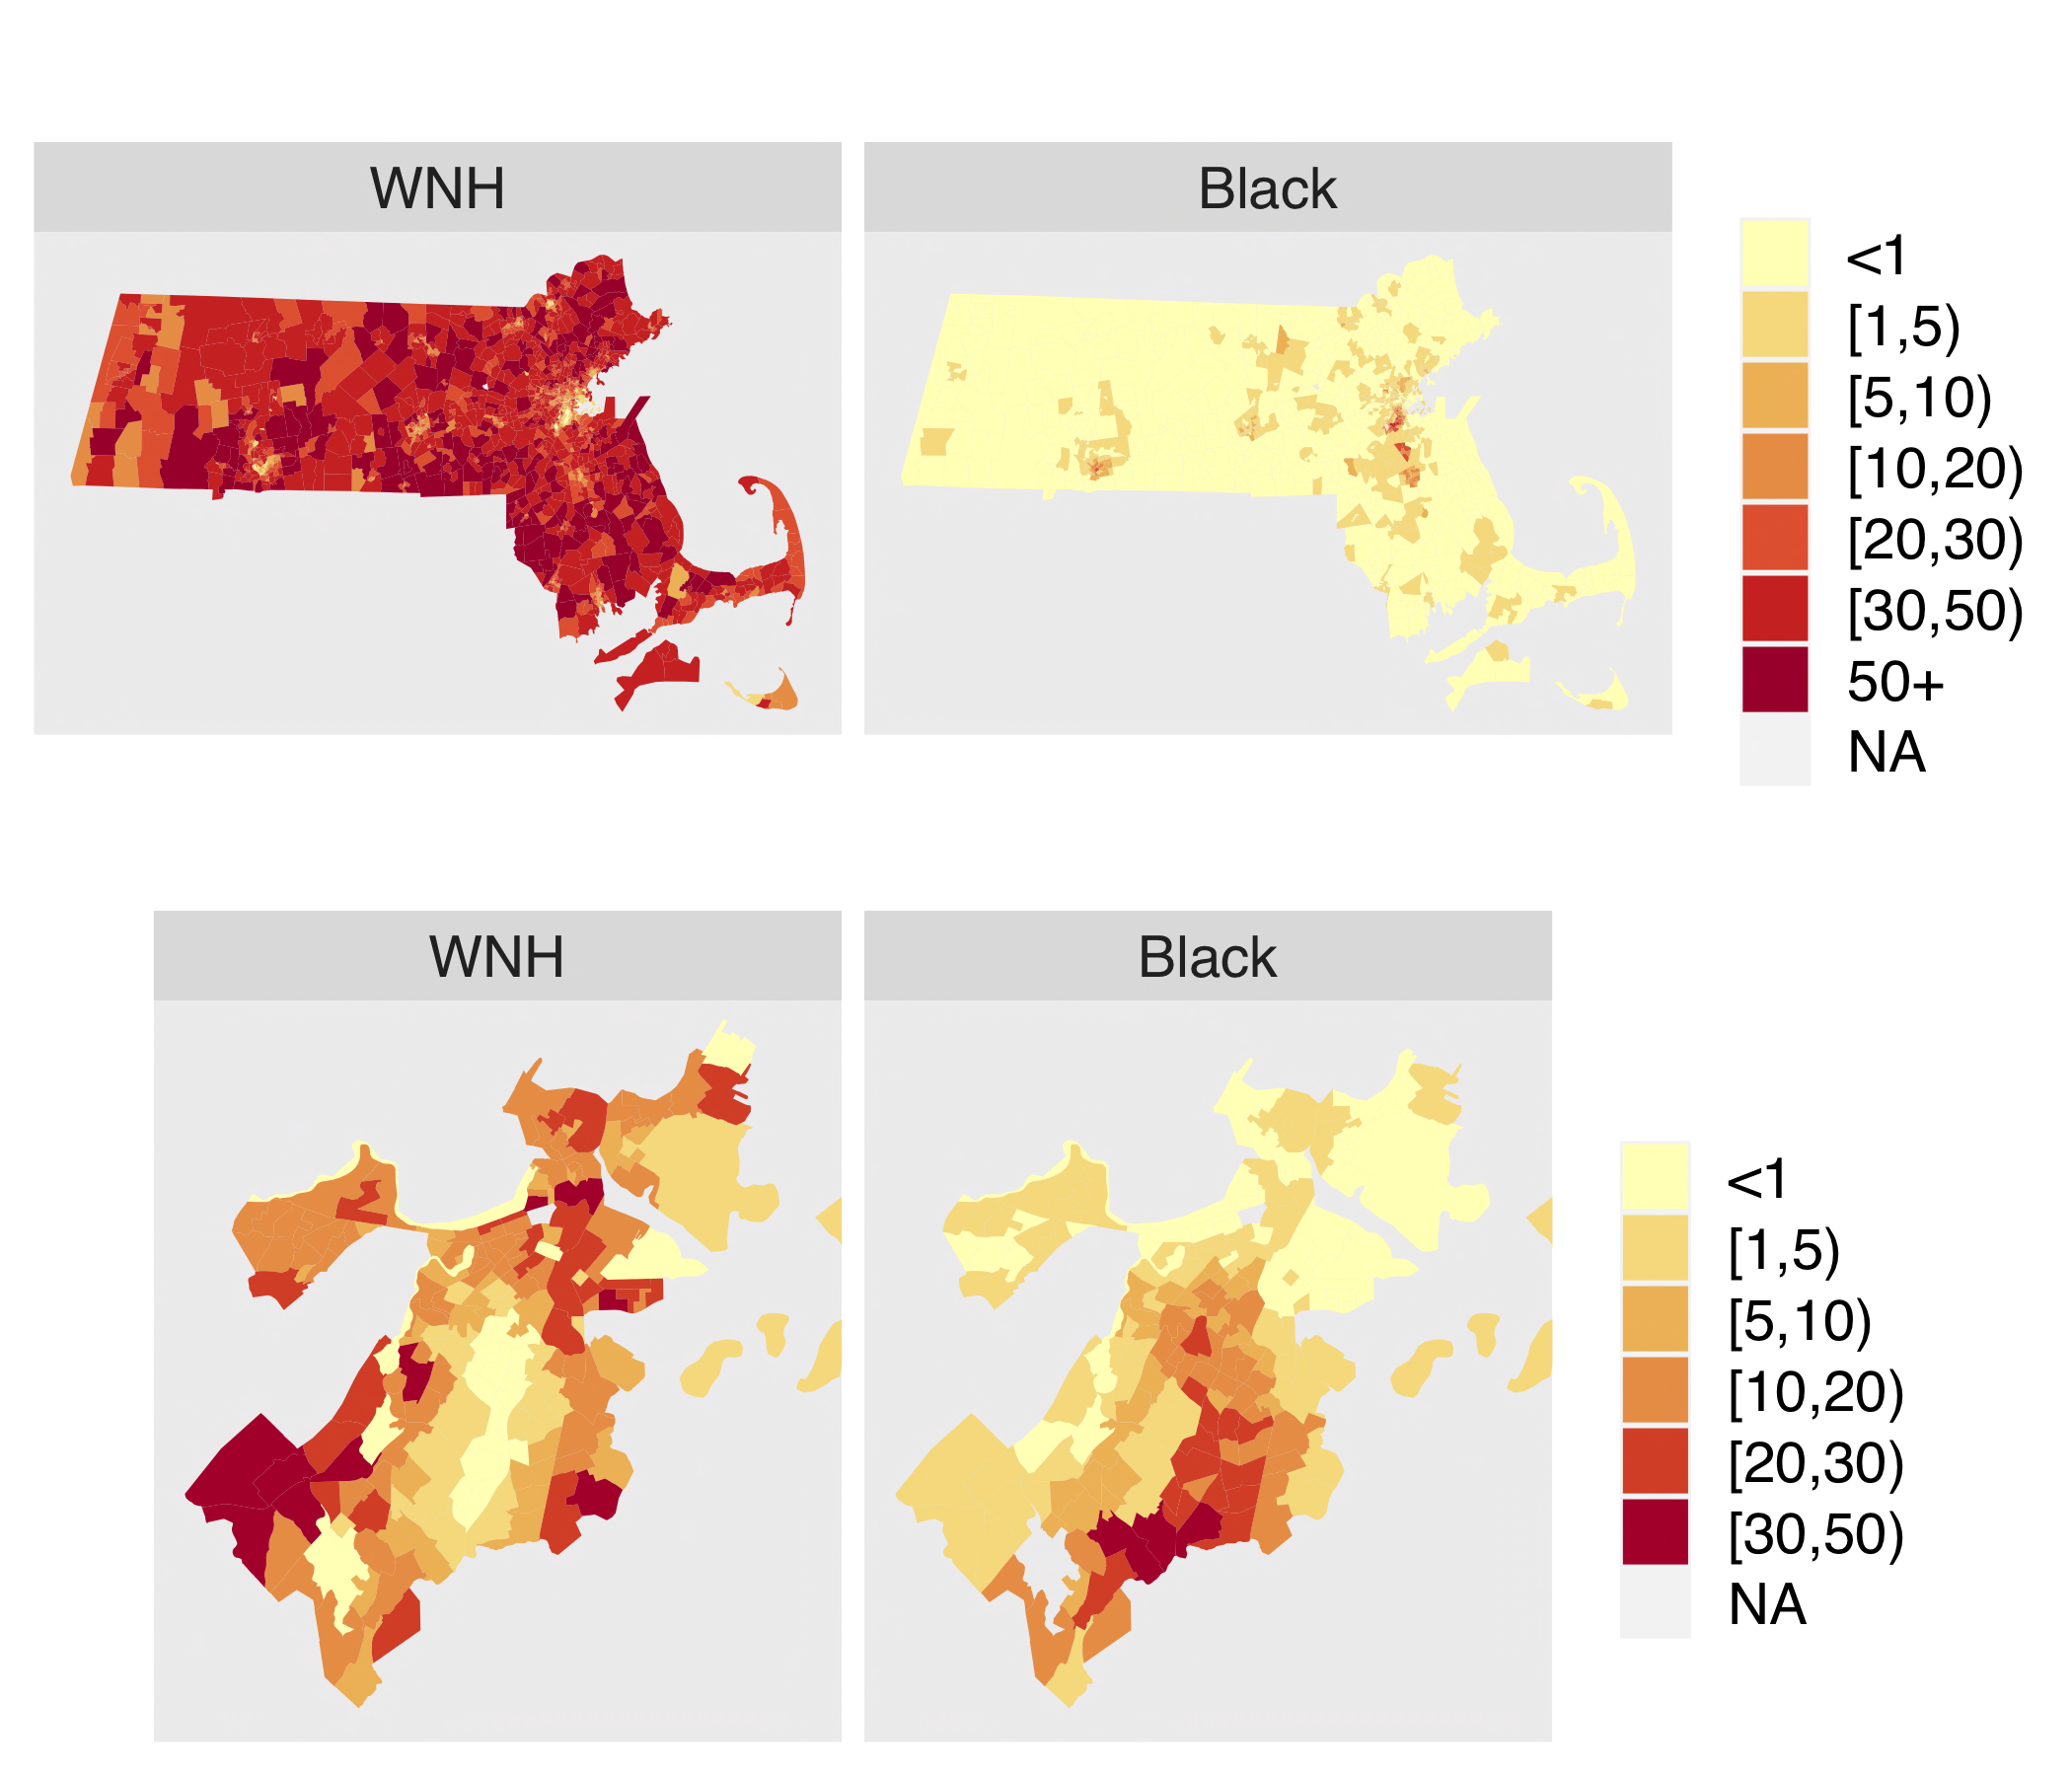 WNH
Black
<1
[1,5)
[5,10)
[10,20)
[20,30)
[30,50)
50+
NA
WNH
Black
<1
[1,5)
[5,10)
[10,20)
[20,30)
[30,50)
NA